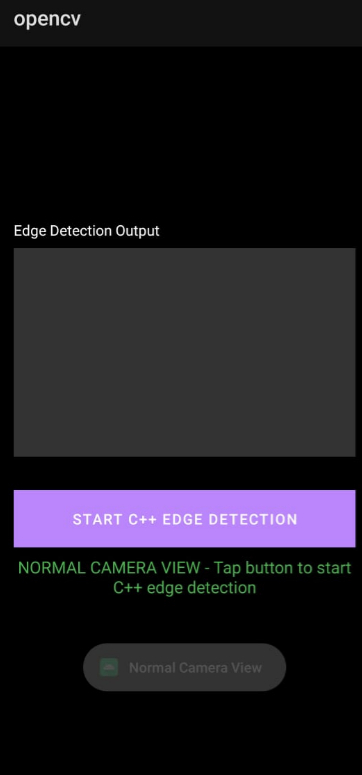 opencv
Edge Detection Output
START C++ EDGE DETECTION
NORMAL CAMERA VIEW - Tap button to start
C++ edge detection
Normal Camera View